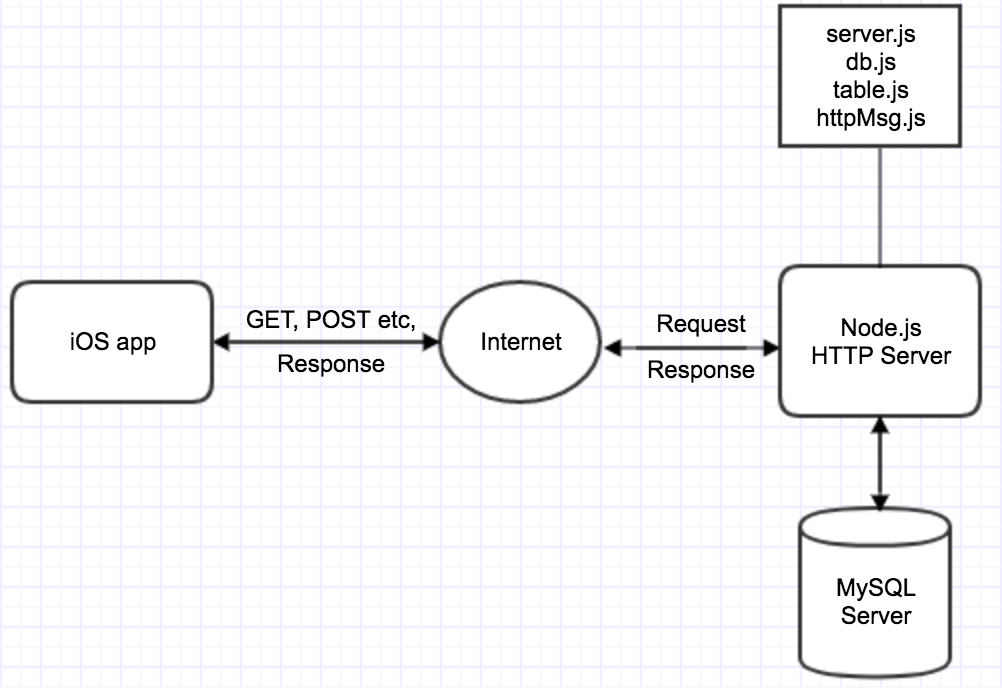 server.js
db.js
table.js
httpMsg.js
iOS app
GET, POST etc,
Response
Internet
Request
Response
Node.js
HTTP Server
MySQL
Server